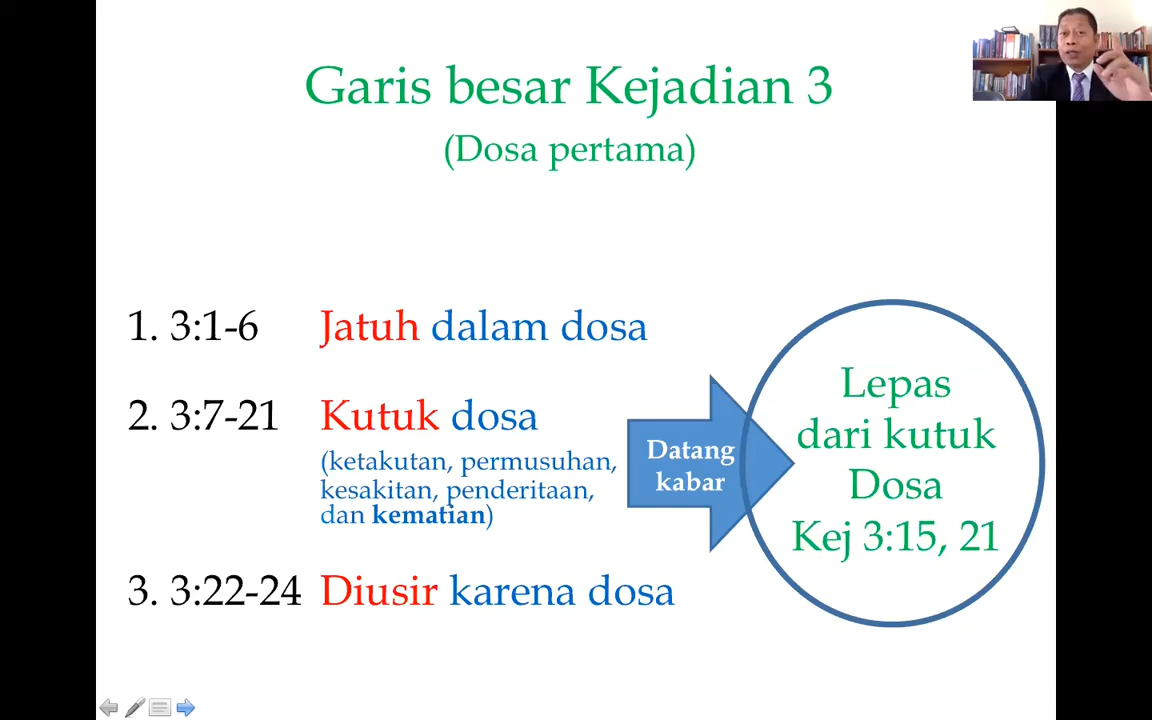 Garis besar Kejadian 3
(Dosa pertama)
1. 3:1-6 Jatuh dalam dosa
2. 3:7-21 Kutuk dosa
(ketakutan, permusuhan,
kesakitan, penderitaan,
dan kematian)
3. 3:22-24 Diusir karena dosa
Datang
kabar
Lepas
dari kutuk
Dosa
Kej 3:15, 21